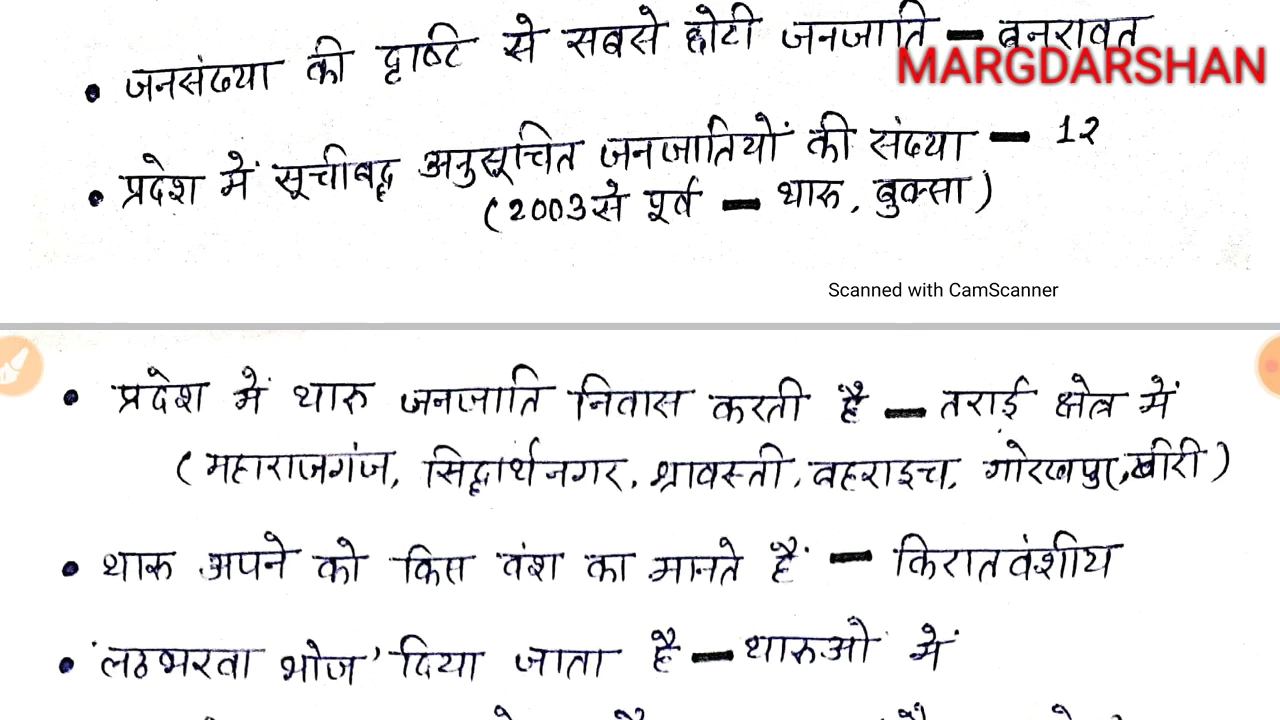 • जनसंख्या की दृष्टि से सबसे छोटी जनजाति – बनरावत
MARGDARSHAN
• प्रदेश में सूचीबद्ध अनुसूचित जनजातियों की संख्या – 12
(2003 से पूर्व – थारू, बुक्सा)
Scanned with CamScanner
• प्रदेश में थारू जनजाति निवास करती है – तराई क्षेत्र में
(महाराजगंज, सिद्धार्थनगर, श्रावस्ती, बहराइच, गोरखपुर, खीरी)
• थारू अपने को किस वंश का मानते हैं – किरातवंशीय
• 'लठभरवा भोज' दिया जाता है – थारुओं में